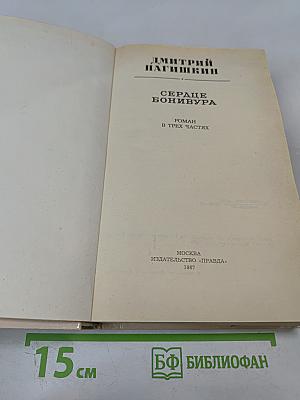 ДМИТРИЙ
НАГИШКИН
СЕРДЦЕ
БОНИВУРА
РОМАН
В ТРЕХ ЧАСТЯХ
МОСКВА
ИЗДАТЕЛЬСТВО «ПРАВДА»
1987
15 см
БФ БИБЛИОФАН